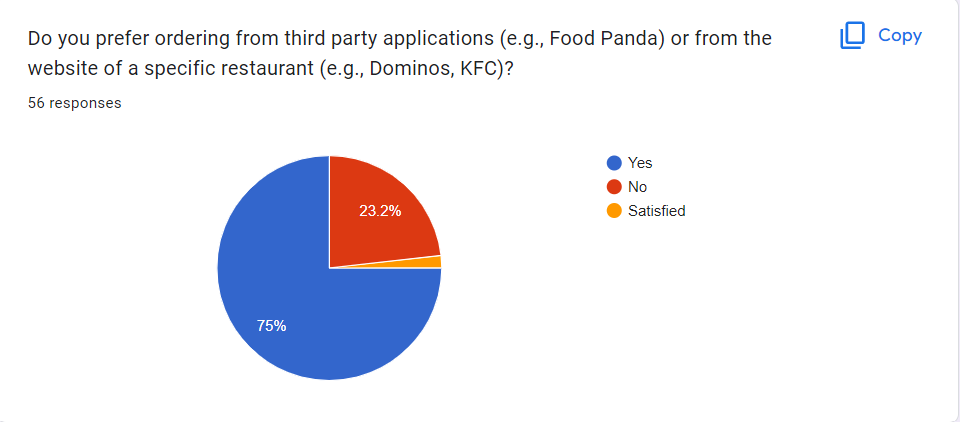 Do you prefer ordering from third party applications (e.g., Food Panda) or from the
website of a specific restaurant (e.g., Dominos, KFC)?
Copy
56 responses
Yes
No
Satisfied
23.2%
75%